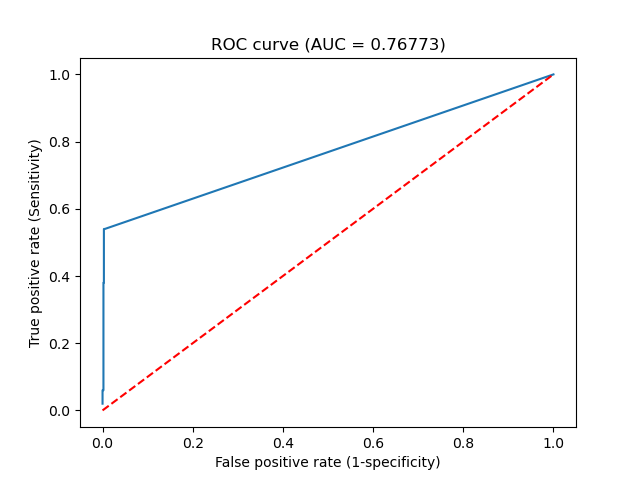 ROC curve (AUC = 0.76773)
True positive rate (Sensitivity)
1.0
0.8
0.6
0.4
0.2
0.0
0.0 0.2 0.4 0.6 0.8 1.0
False positive rate (1-specificity)